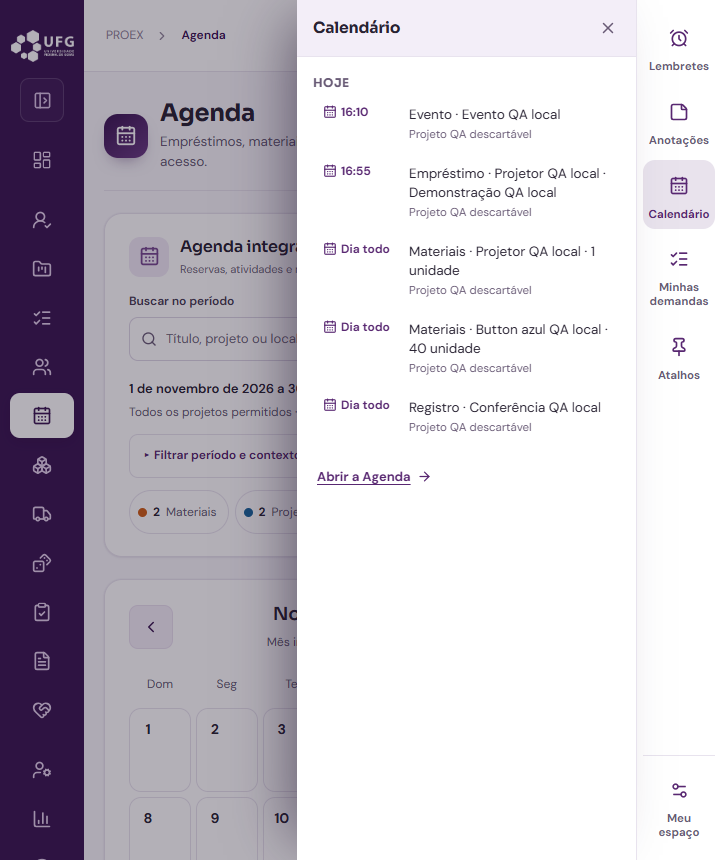 UFG
PROEX
Agenda
Agenda
Empréstimos, materia
acesso.
Agenda integra
Reservas, atividades e
Buscar no período
Título, projeto ou local
1 de novembro de 2026 a 30
Todos os projetos permitidos ·
Filtrar período e contexto
2 Materiais
2 Proje
No
Mês i
Dom
Seg
Te
1
2
3
8
9
10
Calendário
HOJE
16:10
Evento · Evento QA local
Projeto QA descartável
16:55
Empréstimo · Projetor QA local ·
Demonstração QA local
Projeto QA descartável
Dia todo
Materiais · Projetor QA local · 1
unidade
Projeto QA descartável
Dia todo
Materiais · Button azul QA local ·
40 unidade
Projeto QA descartável
Dia todo
Registro · Conferência QA local
Projeto QA descartável
Abrir a Agenda
Lembretes
Anotações
Calendário
Minhas
demandas
Atalhos
Meu
espaço